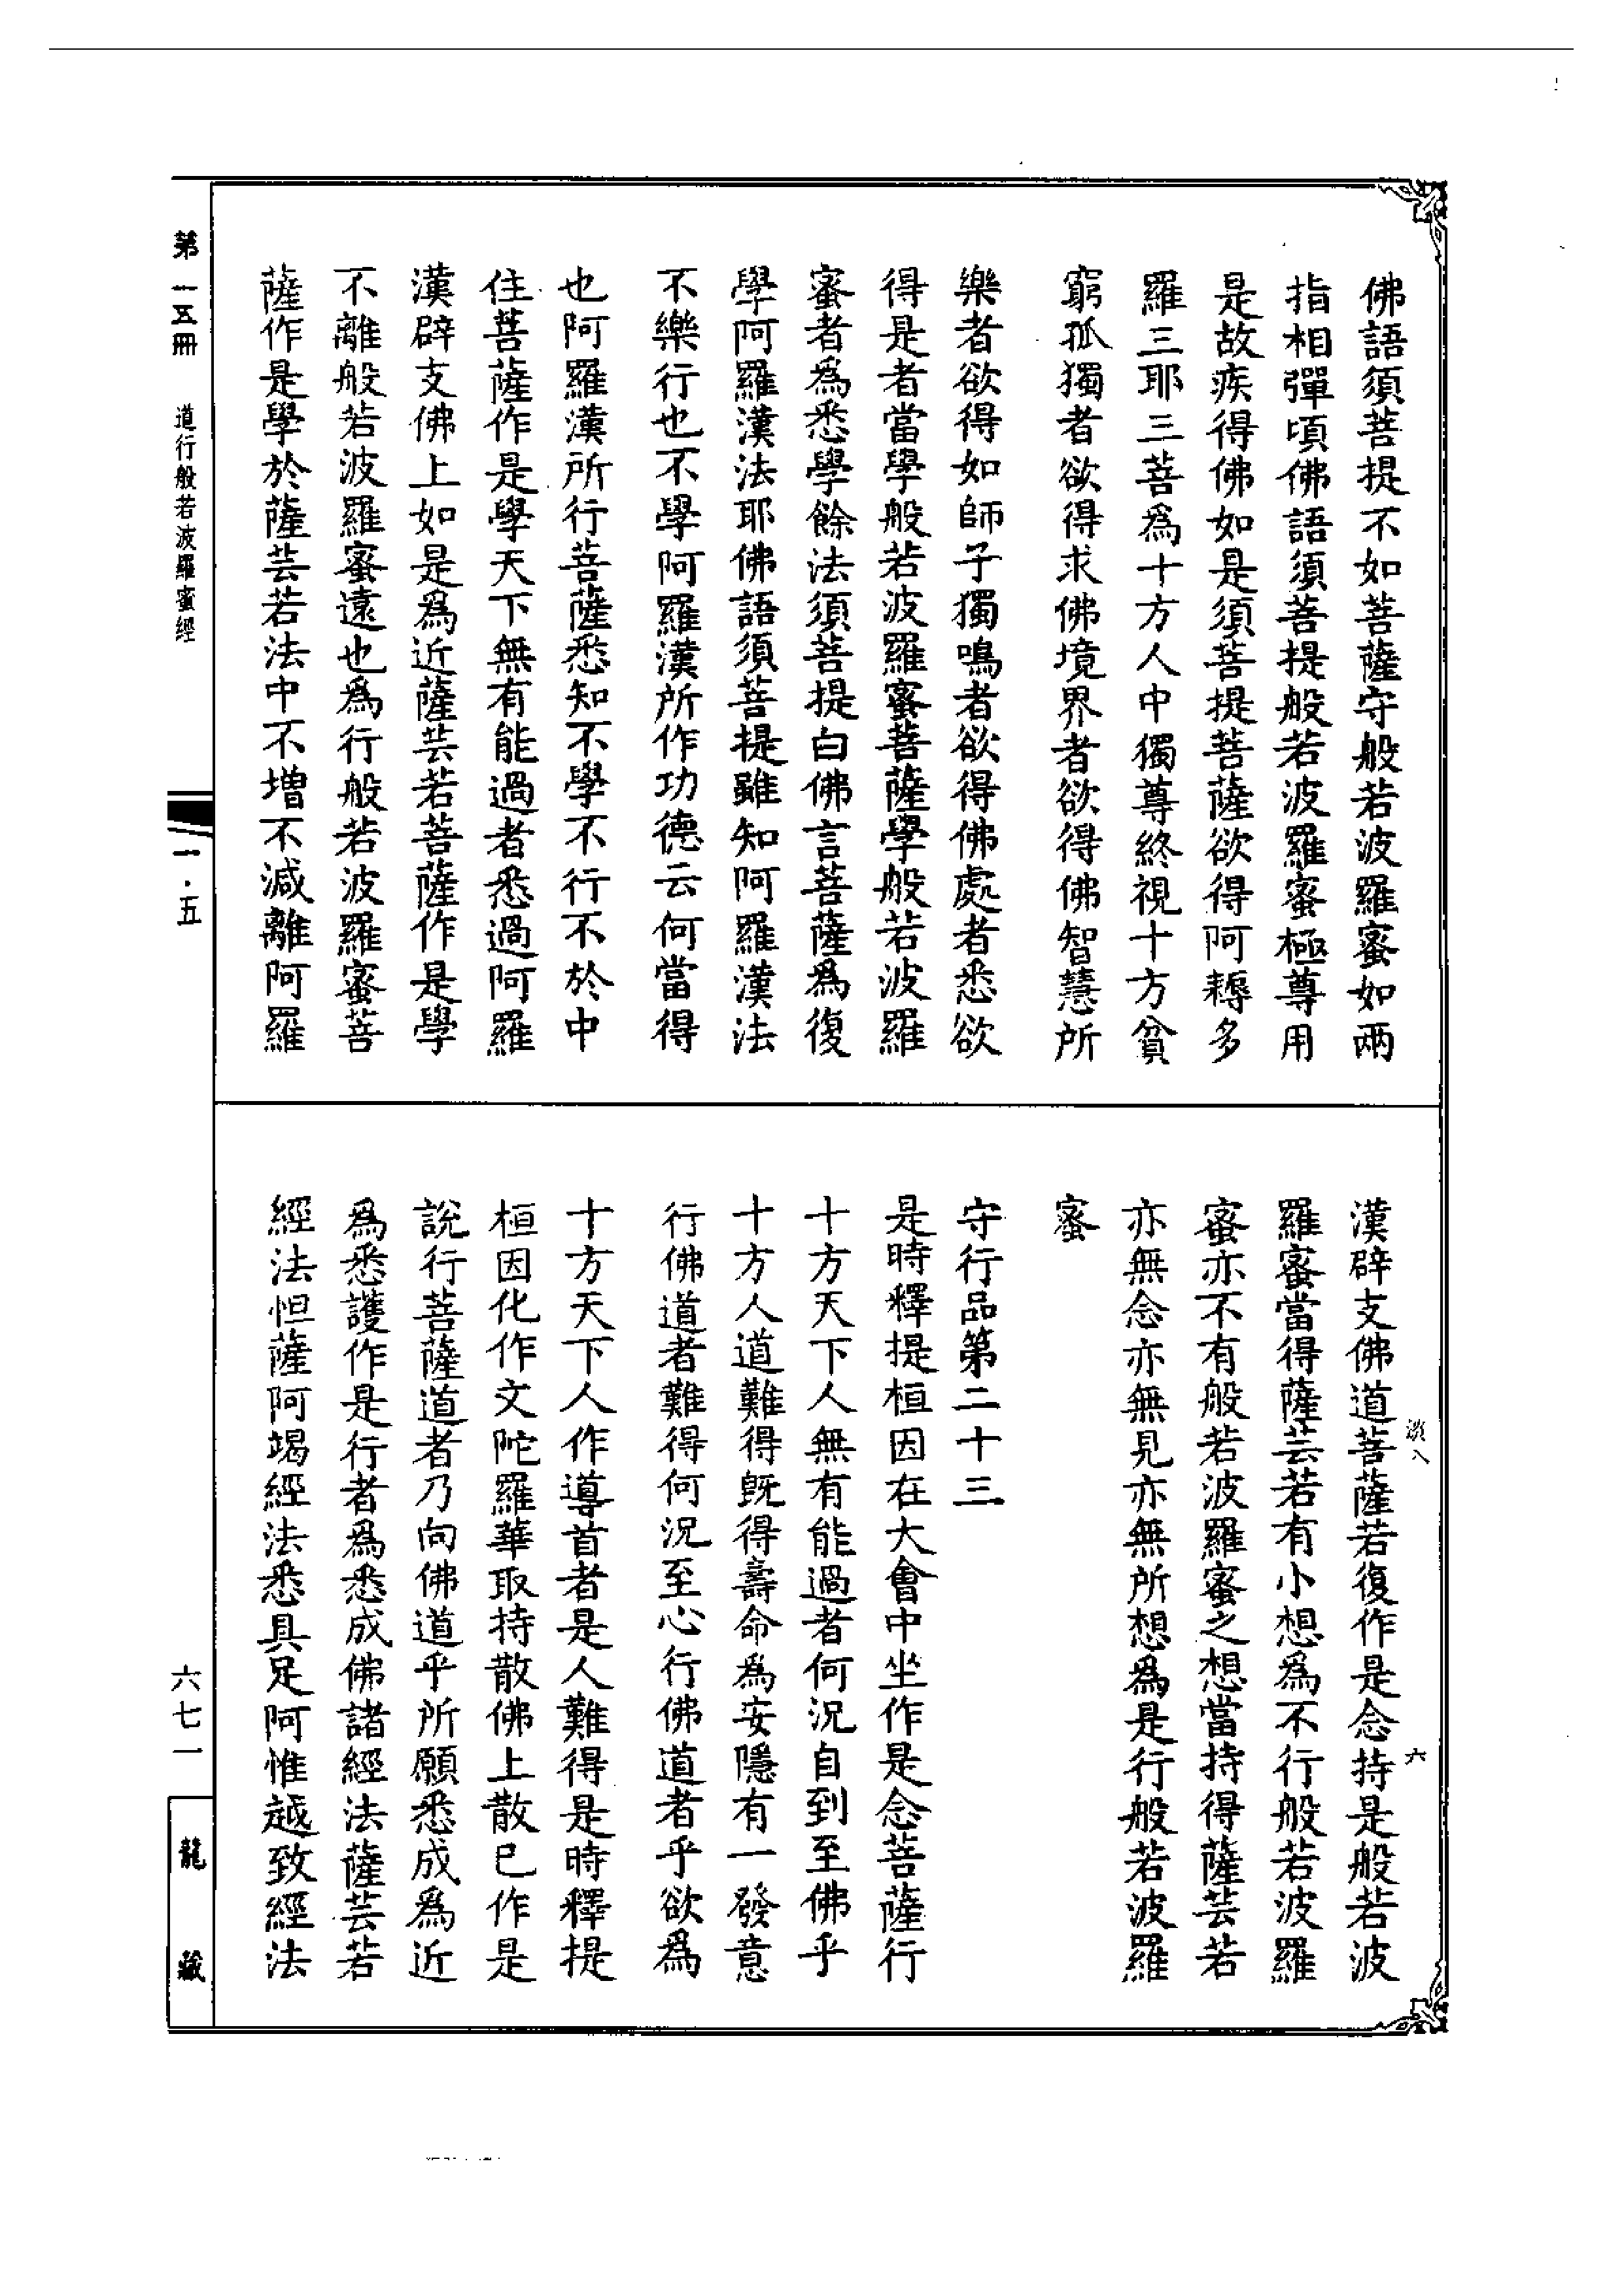 佛語須菩提不如菩薩守般若波羅蜜如兩
指相彈頃佛語須菩提般若波羅蜜極尊用
是故疾得佛如是須菩提菩薩欲得阿耨多
羅三耶三菩爲十方人中獨尊終視十方貧
窮孤獨者欲得求佛境界者欲得佛智慧所
樂者欲得如師子獨鳴者欲得佛處者悉欲
得是者當學般若波羅蜜菩薩學般若波羅
蜜者爲悉學餘法須菩提白佛言菩薩爲復
學阿羅漢法耶佛語須菩提雖知阿羅漢法
不樂行也不學阿羅漢所作功德云何當得
也阿羅漢所行菩薩悉知不學不行不於中
住菩薩作是學天下無有能過者悉過阿羅
漢辟支佛上如是爲近薩芸若菩薩作是學
不離般若波羅蜜遠也爲行般若波羅蜜菩
薩作是學於薩芸若法中不增不減離阿羅
漢辟支佛道菩薩若復作是念持是般若波
羅蜜當得薩芸若有小想爲不行般若波羅
蜜亦不有般若波羅蜜之想當持得薩芸若
亦無念亦無見亦無所想爲是行般若波羅
蜜
守行品第二十三
是時釋提桓因在大會中坐作是念菩薩行
十方天下人無有能過者何況自到至佛乎
十方人道難得旣得壽命爲安隱有一發意
行佛道者難得何況至心行佛道者乎欲爲
十方天下人作導首者是人難得是時釋提
桓因化作文陀羅華取持散佛上散已作是
說行菩薩道者乃向佛道乎所願悉成爲近
爲悉護作是行者爲悉成佛諸經法薩芸若
經法怛薩阿竭經法悉具足阿惟越致經法
淡八
六
第一五冊
道行般若波羅蜜經
一·五
六七一
龍藏